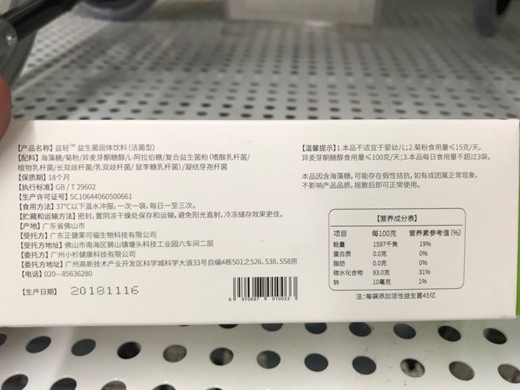 【产品名称】益轻™益生菌固体饮料(活菌型)
【配料】海藻糖/菊粉/异麦芽酮糖醇/L-阿拉伯糖/复合益生菌粉(嗜酸乳杆菌/
植物乳杆菌/长双歧杆菌/乳双歧杆菌/鼠李糖乳杆菌)/凝结芽孢杆菌
【保质期】18个月
【执行标准】GB / T 29602
【生产许可证号】SC10644060500661
【食用方法】37℃以下温水冲服,一次一袋,每日一至三次。
【贮藏和运输方法】密封,置阴凉干燥处保存和运输,避免阳光直射,冷冻储存效果更佳。
【产地】广东省佛山市
【受托方】广东正健莱可福生物科技有限公司
【受托方地址】佛山市南海区狮山镇塘头科技工业园六车间二层
【委托方】广州小杉健康科技有限公司
【委托方地址】广州高新技术产业开发区科学城科学大道33号自编6栋501之526.538.558房
【电话】020--85636280
【生产日期】20181116
8 970687 010033
【温馨提示】1.本品不适宜于婴幼儿;2.菊粉食用量≤15克/天,
异麦芽酮糖醇食用量≤100克/天;3.本品每日食用量不超过3袋。
本品因含海藻糖,可能存在假性结块。如有成团属正常现象,
不影响产品品质,摇散后即可正常食用。
【营养成分表】
项目 每100克 营养素参考值(%)
能量 1597千焦 19%
蛋白质 0.0克 0%
脂肪 0.0克 0%
碳水化合物 93.0克 31%
钠 10毫克 1%
注:每袋添加活性益生菌45亿